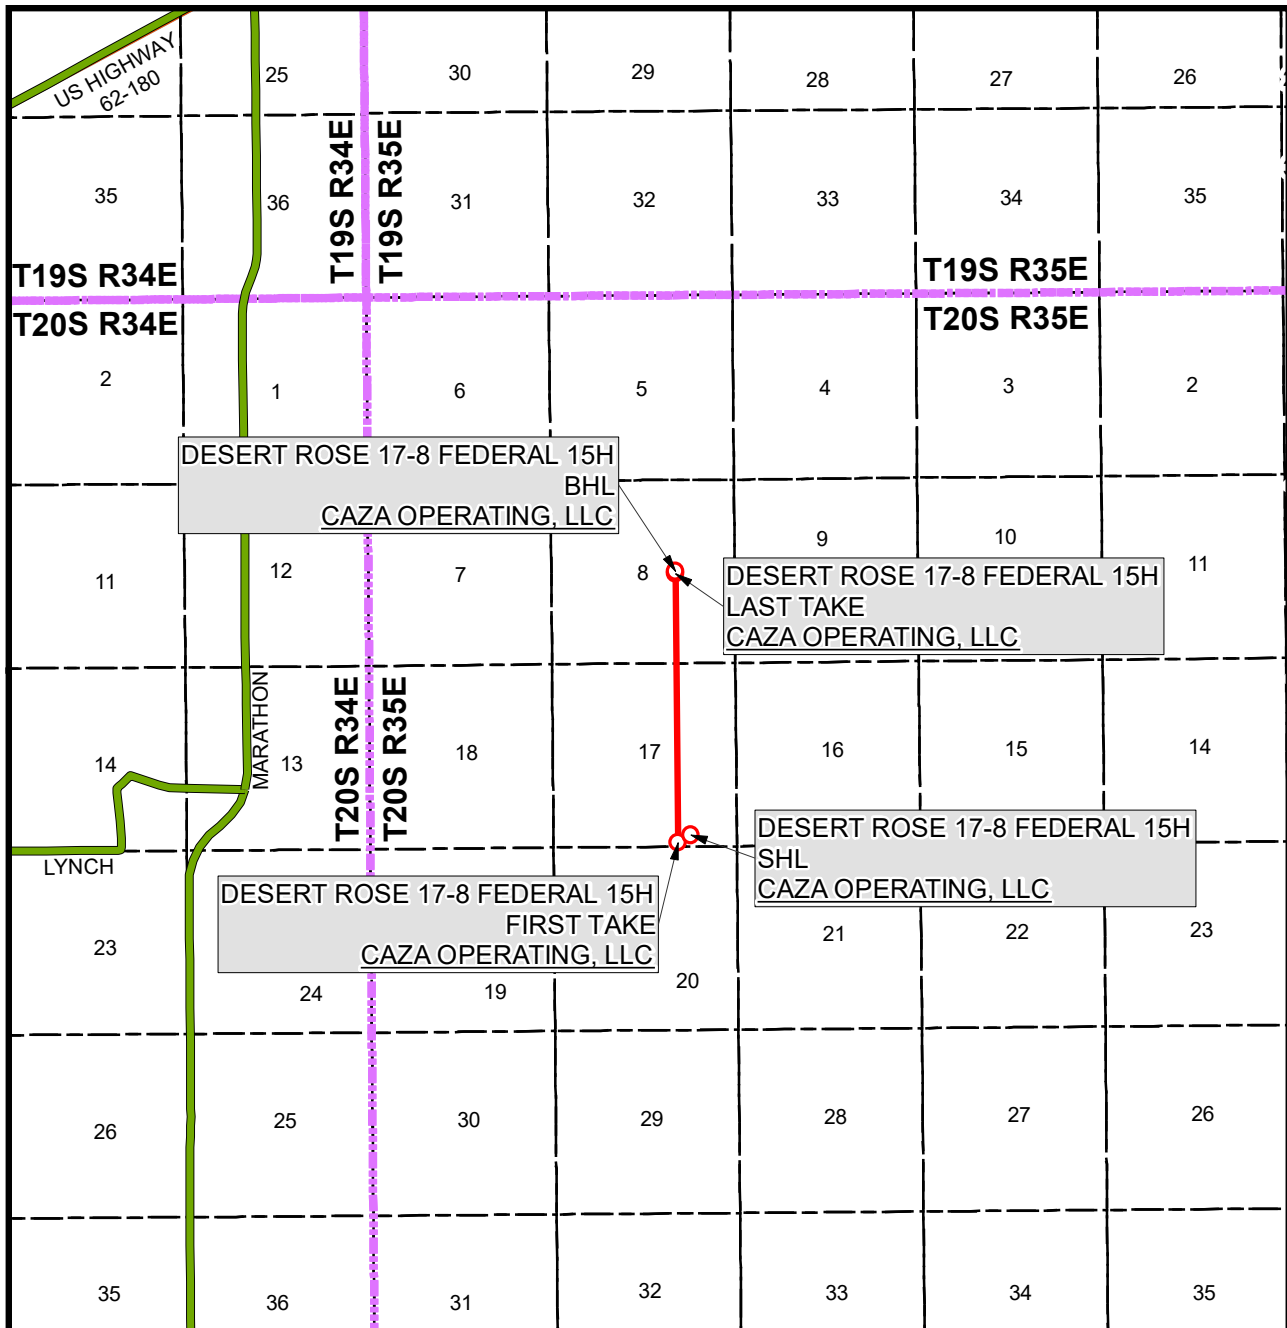 US HIGHWAY
62-180
25
30
29
28
27
26
35
36
31
32
33
34
35
T19S R34E
T19S R35E
T19S R34E
T19S R35E
T20S R34E
T20S R35E
2
1
6
5
4
3
2
DESERT ROSE 17-8 FEDERAL 15H
BHL
CAZA OPERATING, LLC
9
10
11
12
7
8
11
DESERT ROSE 17-8 FEDERAL 15H
LAST TAKE
CAZA OPERATING, LLC
MARATHON
T20S R34E
T20S R35E
14
13
18
17
16
15
14
LYNCH
DESERT ROSE 17-8 FEDERAL 15H
SHL
CAZA OPERATING, LLC
DESERT ROSE 17-8 FEDERAL 15H
FIRST TAKE
CAZA OPERATING, LLC
23
24
19
20
21
22
23
26
25
30
29
28
27
26
35
36
31
32
33
34
35